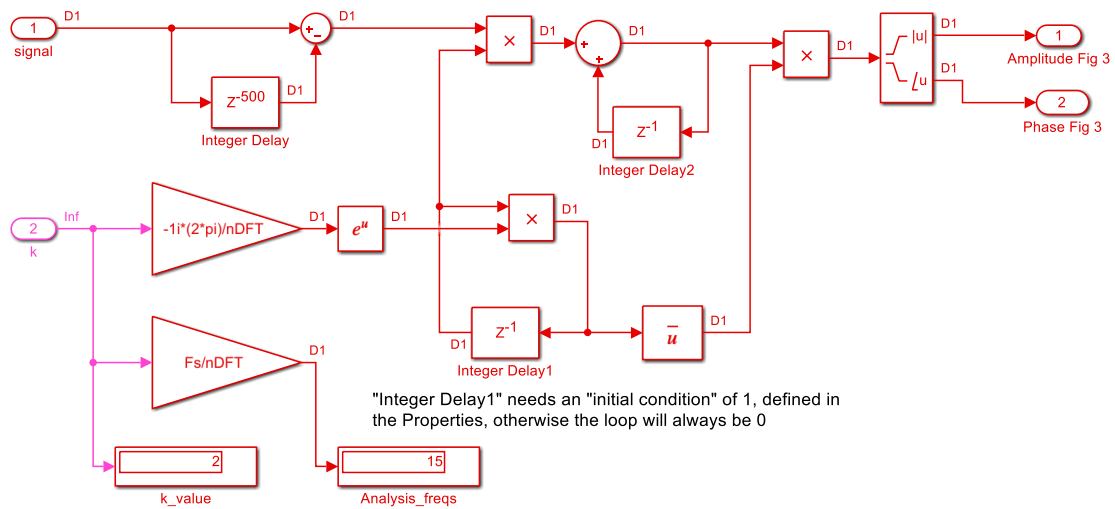 1
signal
D1
+
−
D1
Z-500
D1
Integer Delay
×
D1
+
+
D1
Z-1
D1
Integer Delay2
×
D1
|u|
∠u
D1
D1
1
Amplitude Fig 3
2
Phase Fig 3
2
k
Inf
-1i*(2*pi)/nDFT
D1
eu
D1
×
D1
Z-1
D1
Integer Delay1
u
D1
Fs/nDFT
D1
"Integer Delay1" needs an "initial condition" of 1, defined in
the Properties, otherwise the loop will always be 0
2
k_value
15
Analysis_freqs